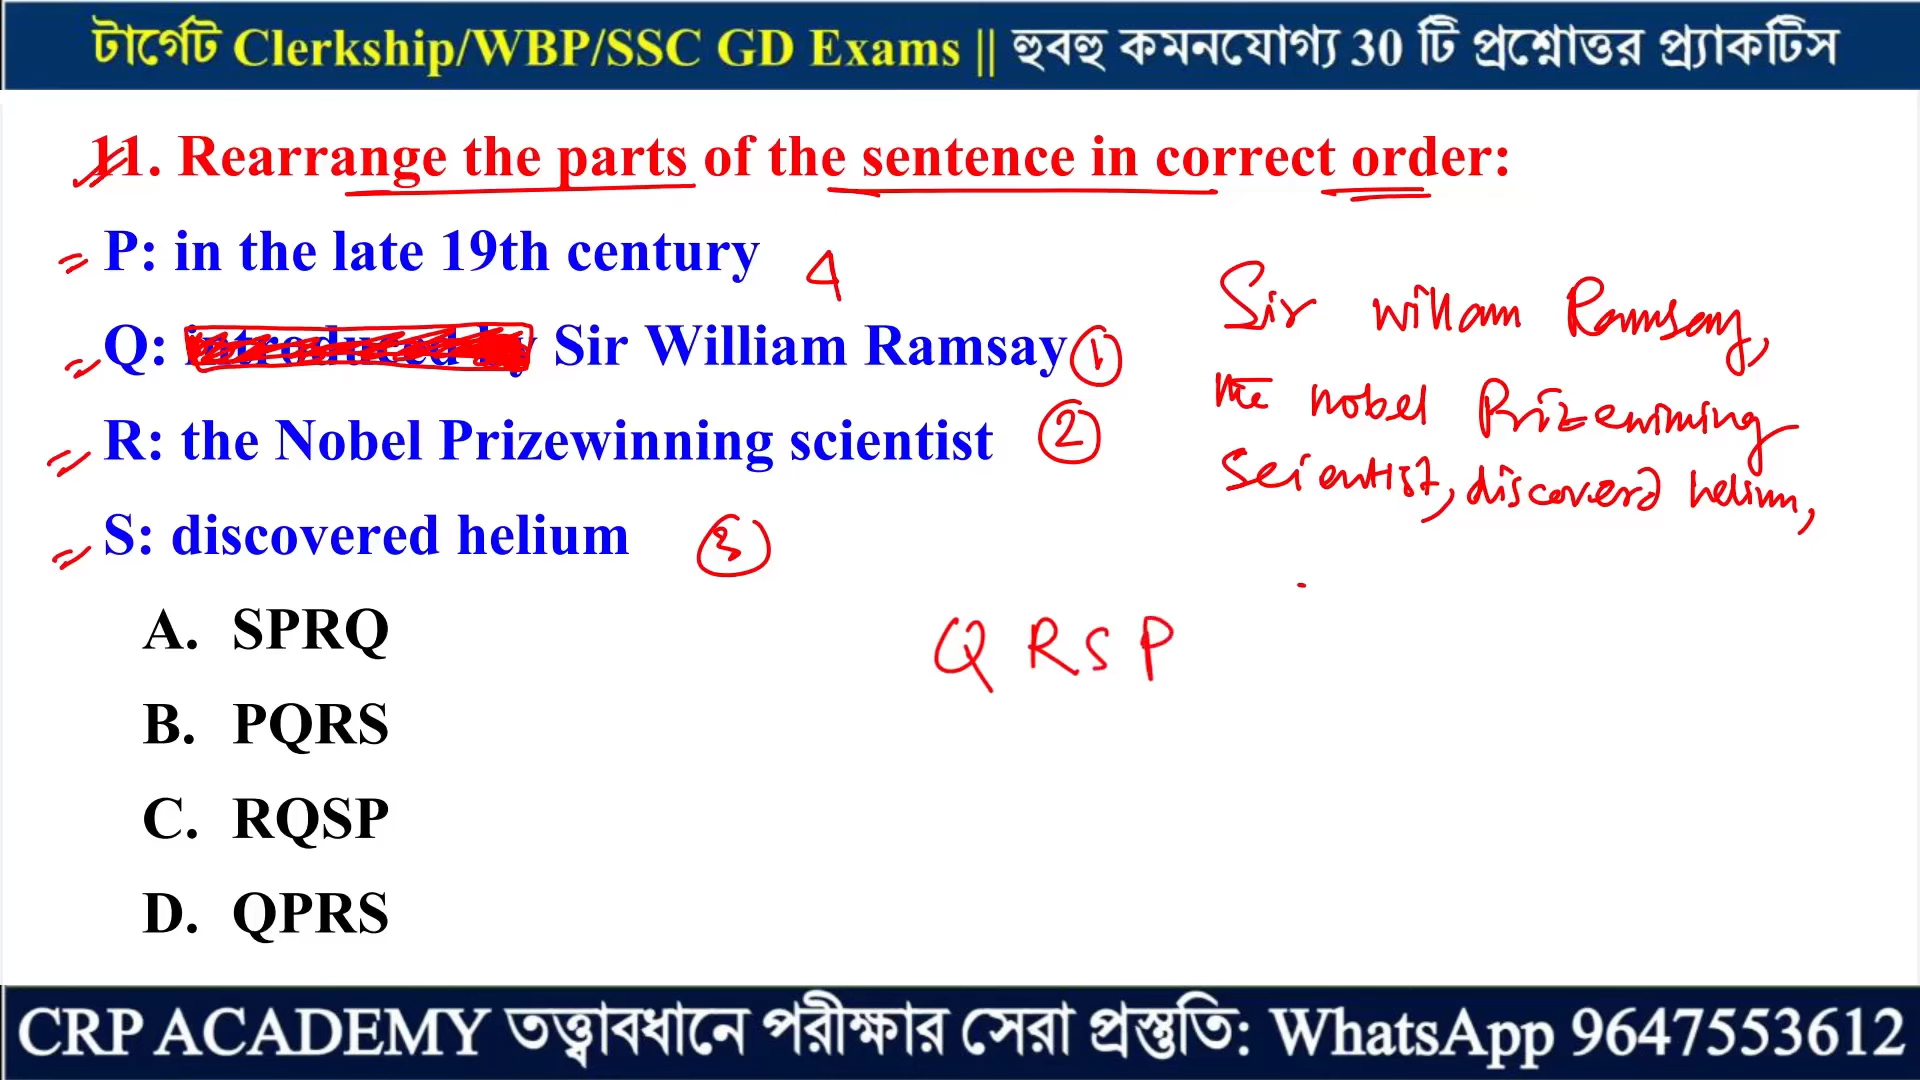 টার্গেট Clerkship/WBP/SSC GD Exams || হুবহু কমনযোগ্য 30 টি প্রশ্নোত্তর প্র্যাকটিস
11. Rearrange the parts of the sentence in correct order:
P: in the late 19th century 4
Q: introduced by Sir William Ramsay 1
R: the Nobel Prizewinning scientist 2
S: discovered helium 3
Sir William Ramsay,
the nobel Prizewinning
Scientist, discovered helium,
Q R S P
A. SPRQ
B. PQRS
C. RQSP
D. QPRS
CRP ACADEMY তত্ত্বাবধানে পরীক্ষার সেরা প্রস্তুতি: WhatsApp 9647553612